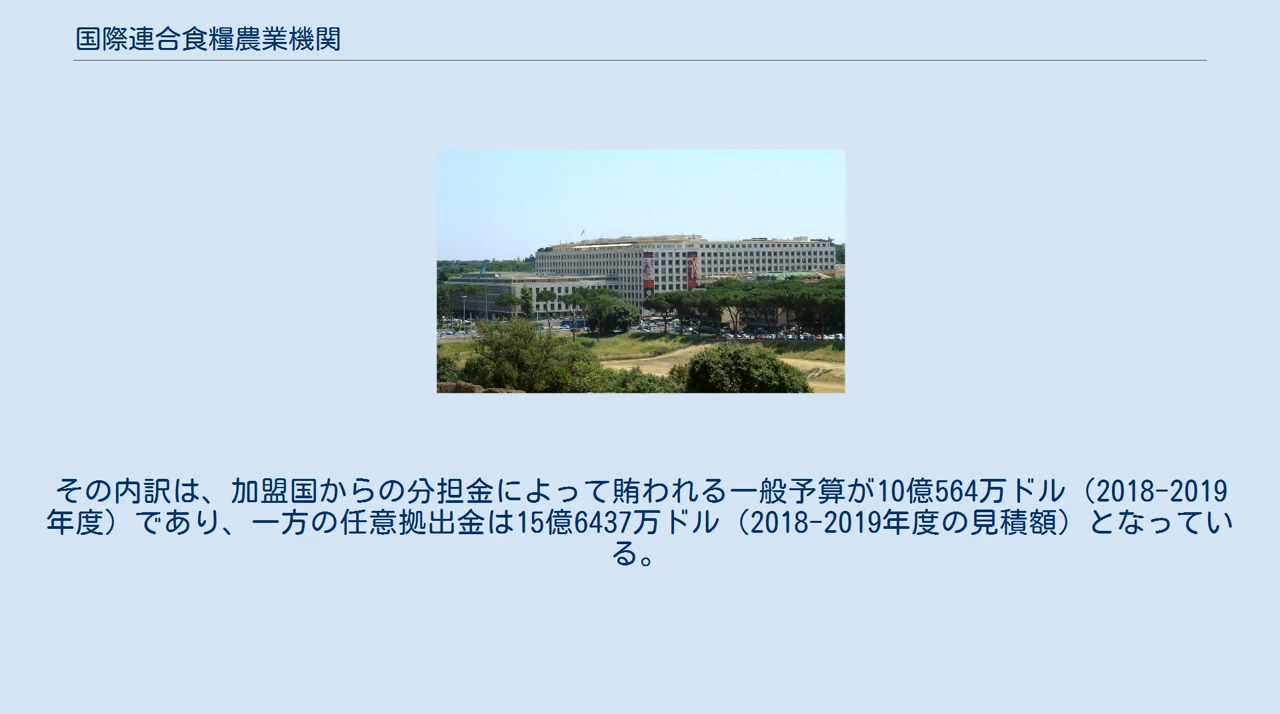 国際連合食糧農業機関
その内訳は、加盟国からの分担金によって賄われる一般予算が10億564万ドル（2018-2019
年度）であり、一方の任意拠出金は15億6437万ドル（2018-2019年度の見積額）となってい
る。